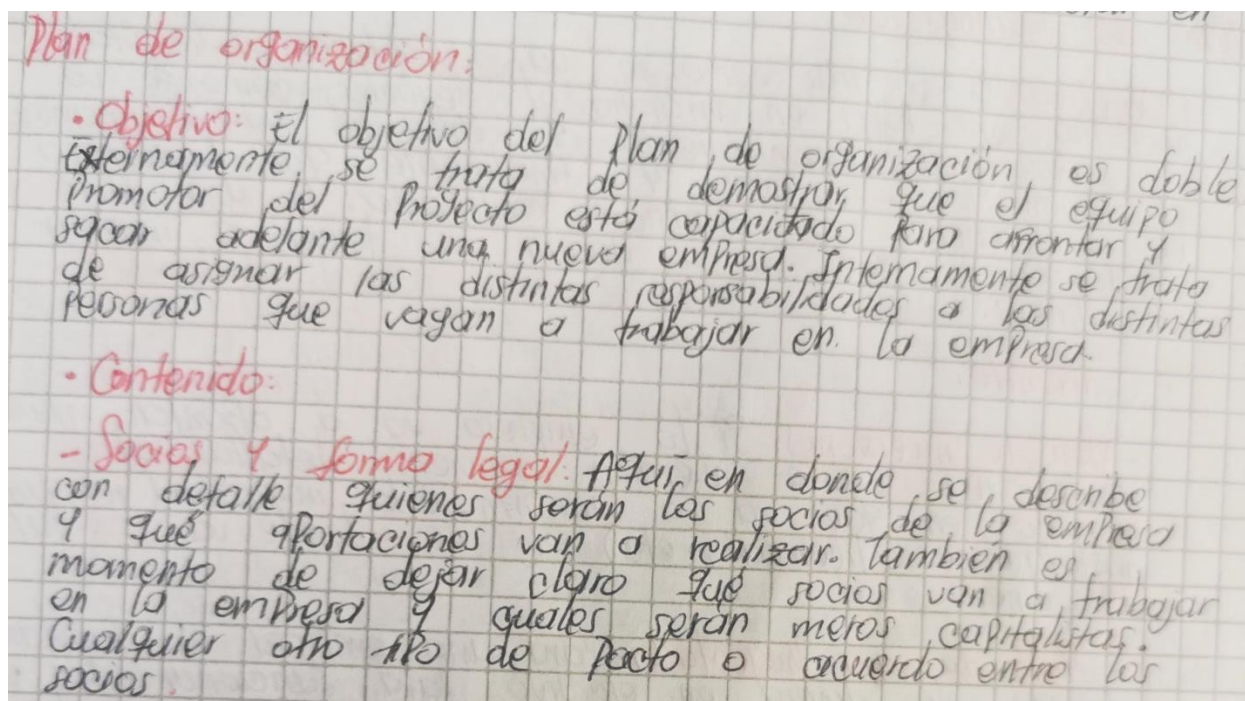 Plan de organización:
• Objetivo: El objetivo del Plan de organización es doble
Externamente, se trata de demostrar que el equipo
Promotor del Proyecto está capacitado para afrontar y
sacar adelante una nueva empresa. Internamente se trata
de asignar las distintas responsabilidades a las distintas
Personas que vayan a trabajar en la empresa.
• Contenido:
- Socios y forma legal: Aquí en donde se describe
con detalle quienes serán los socios de la empresa
y qué aportaciones van a realizar. También es
momento de dejar claro qué socios van a trabajar
en la empresa y quales serán meros capitalistas.
Cualquier otro tipo de Pacto o acuerdo entre los
socios.